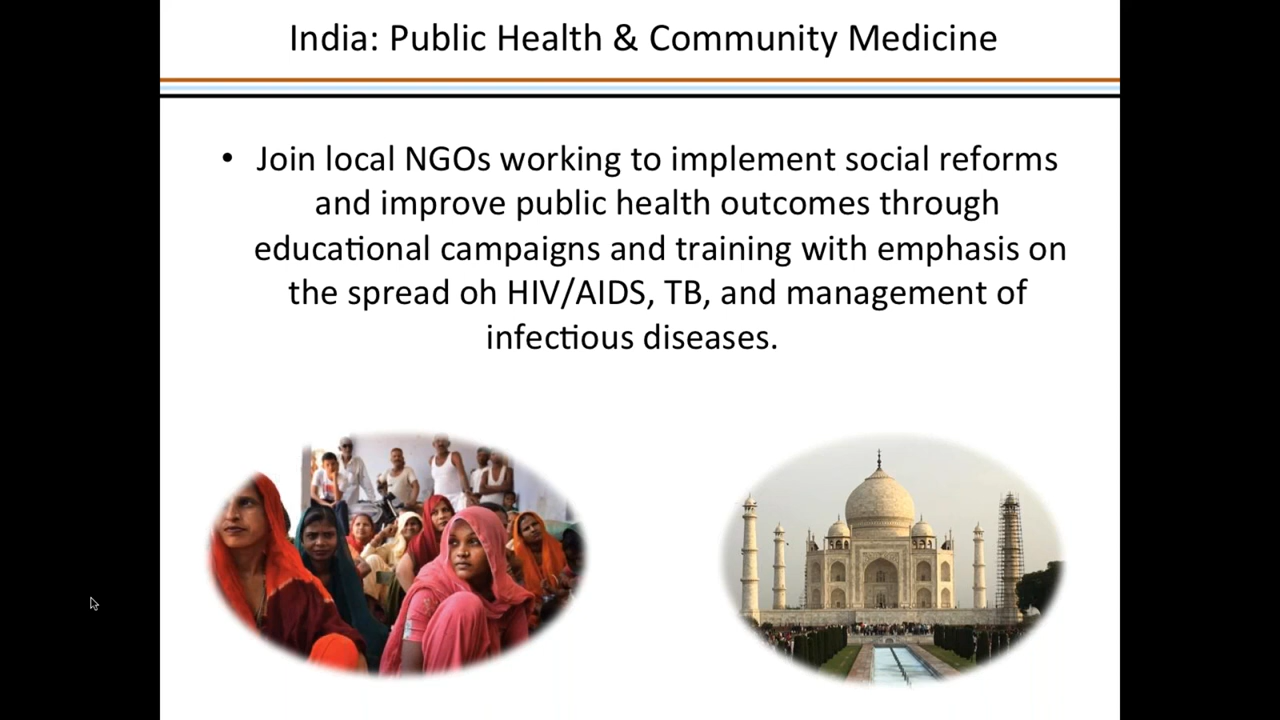 India: Public Health & Community Medicine
• Join local NGOs working to implement social reforms
and improve public health outcomes through
educational campaigns and training with emphasis on
the spread oh HIV/AIDS, TB, and management of
infectious diseases.